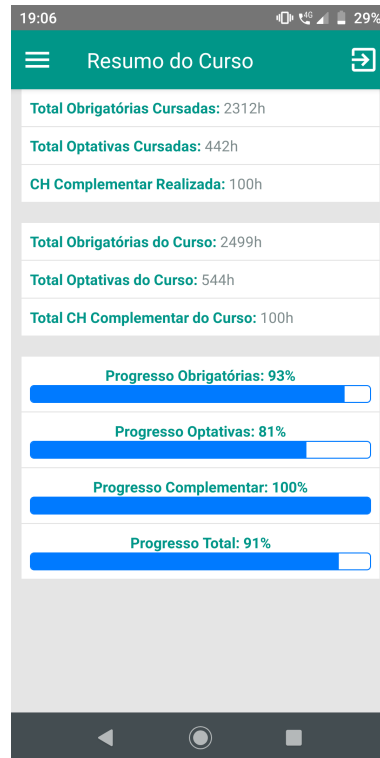 19:06 4G 29%
Resumo do Curso
Total Obrigatórias Cursadas: 2312h
Total Optativas Cursadas: 442h
CH Complementar Realizada: 100h
Total Obrigatórias do Curso: 2499h
Total Optativas do Curso: 544h
Total CH Complementar do Curso: 100h
Progresso Obrigatórias: 93%
Progresso Optativas: 81%
Progresso Complementar: 100%
Progresso Total: 91%